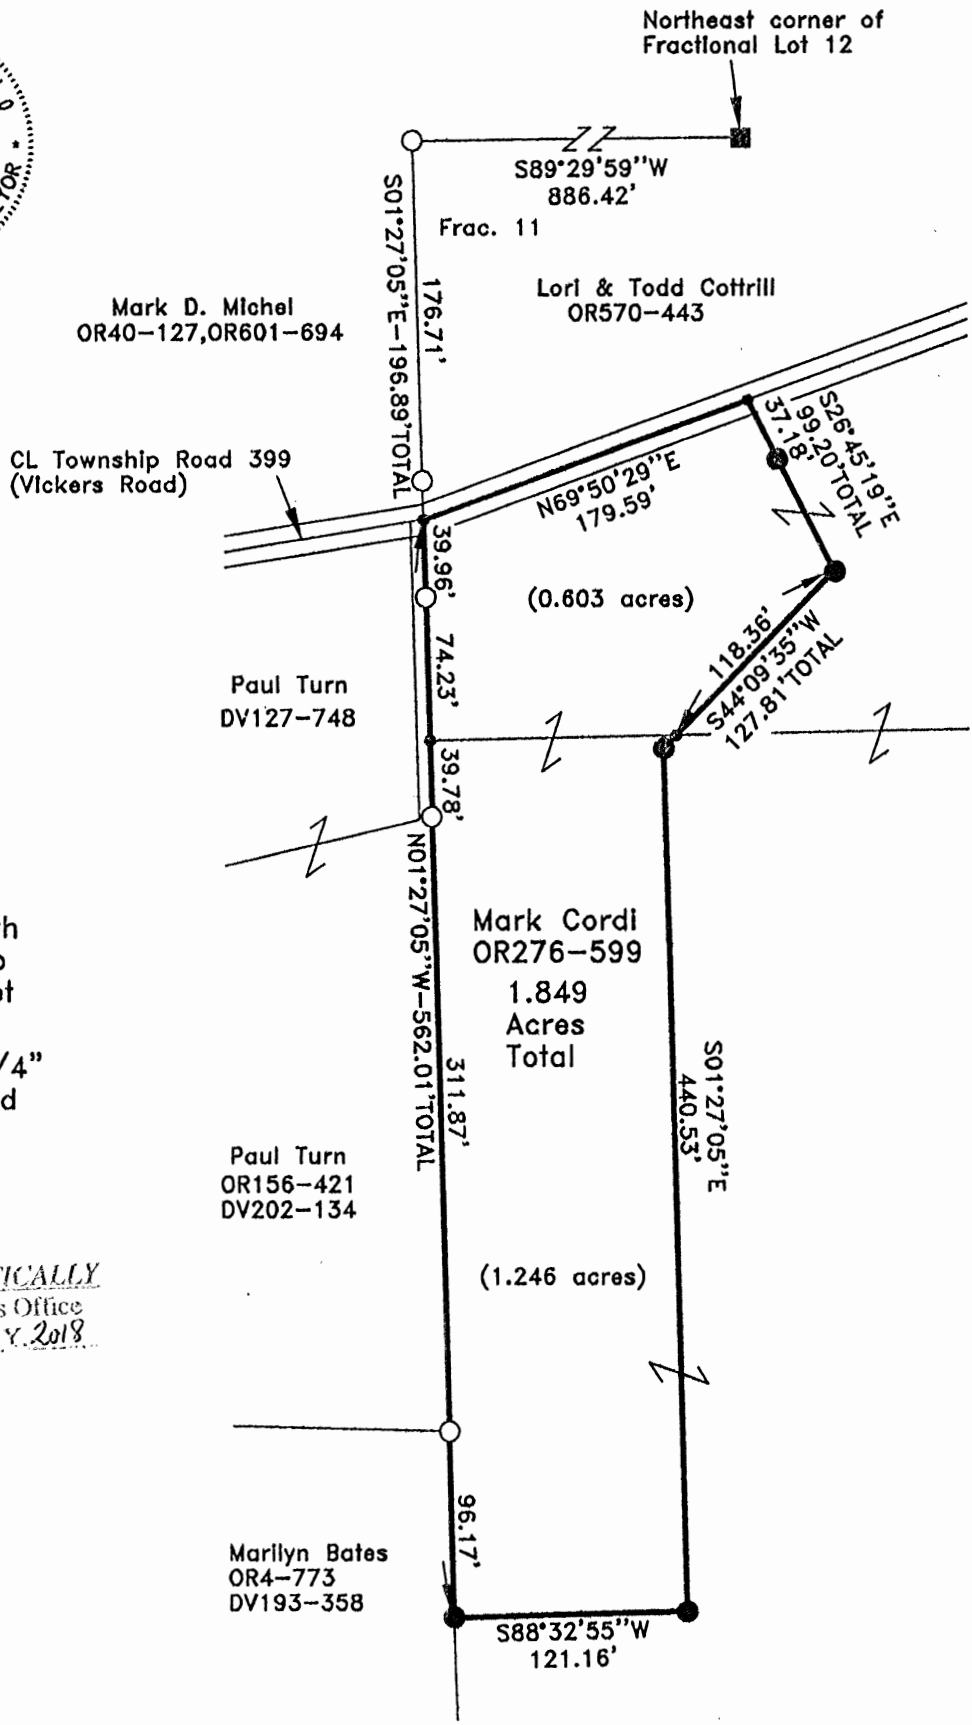 Northeast corner of
Fractional Lot 12
YOR *
S89°29'59"W
886.42'
Frac. 11
S01°27'05"E-196.89'TOTAL
176.71'
Lori & Todd Cottrill
OR570-443
Mark D. Michel
OR40-127,OR601-694
CL Township Road 399
(Vickers Road)
N69°50'29"E
179.59'
S26°45'19"E
99.20'TOTAL
37.18'
39.96'
(0.603 acres)
118.36'
S44°09'35"W
127.81'TOTAL
74.23'
Paul Turn
DV127-748
39.78'
N01°27'05"W-562.01'TOTAL
Mark Cordi
OR276-599
1.849
Acres
Total
/4"
311.87'
S01°27'05"E
440.53'
Paul Turn
OR156-421
DV202-134
(1.246 acres)
TICALLY
s Office
Y. 2018
96.17'
Marilyn Bates
OR4-773
DV193-358
S88°32'55"W
121.16'